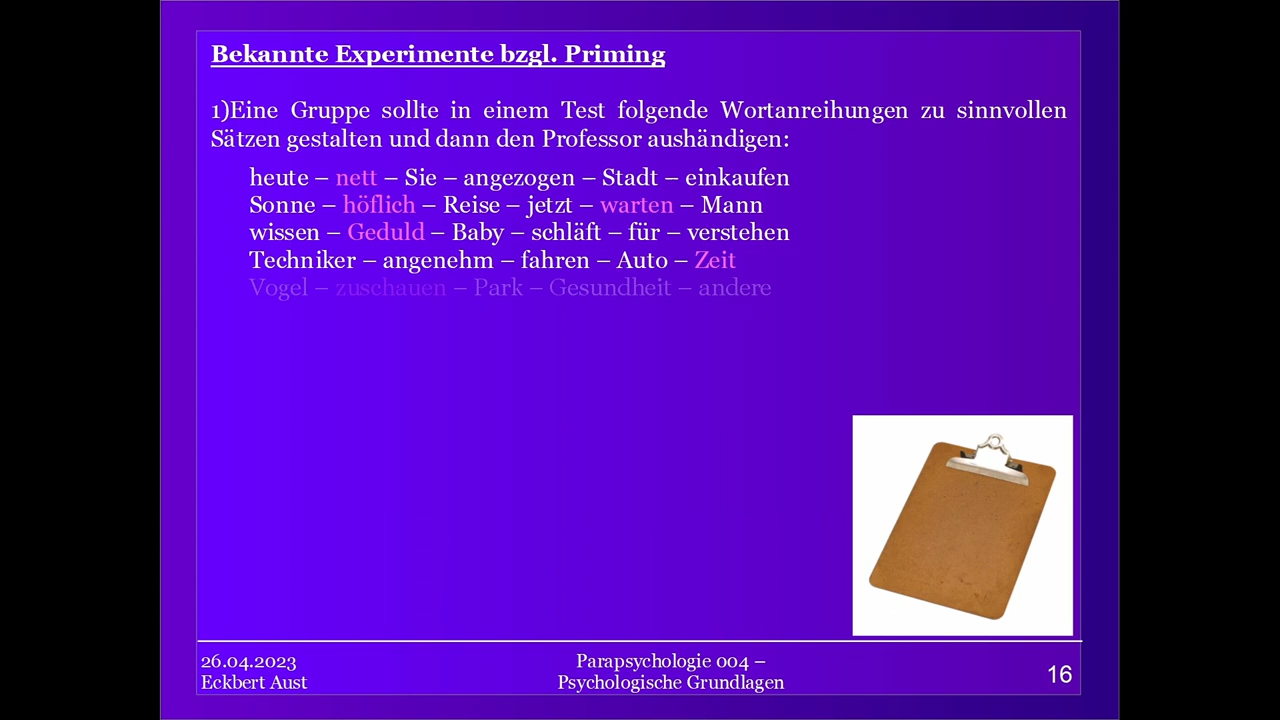 Bekannte Experimente bzgl. Priming
1)Eine Gruppe sollte in einem Test folgende Wortanreihungen zu sinnvollen
Sätzen gestalten und dann den Professor aushändigen:
heute – nett – Sie – angezogen – Stadt – einkaufen
Sonne – höflich – Reise – jetzt – warten – Mann
wissen – Geduld – Baby – schläft – für – verstehen
Techniker – angenehm – fahren – Auto – Zeit
Vogel – zuschauen – Park – Gesundheit – andere
26.04.2023
Eckbert Aust
Parapsychologie 004 –
Psychologische Grundlagen
16